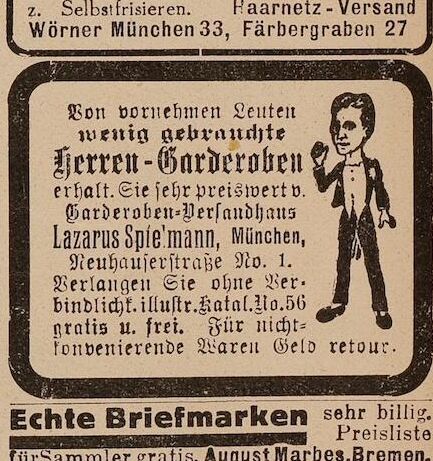 z. Selbstfrisieren. Haarnetz-Versand
Wörner München 33, Färbergraben 27
Von vornehmen Leuten
wenig gebrauchte
Herren-Garderoben
erhalt. Sie sehr preiswert v.
Garderoben-Versandhaus
Lazarus Spielmann, München,
Neuhauserstraße No. 1.
Verlangen Sie ohne Ver-
bindlichk. illustr. Katal. No. 56
gratis u. frei. Für nicht-
konvenierende Waren Geld retour.
Echte Briefmarken sehr billig.
Preisliste
für Sammler gratis. August Marbes, Bremen.